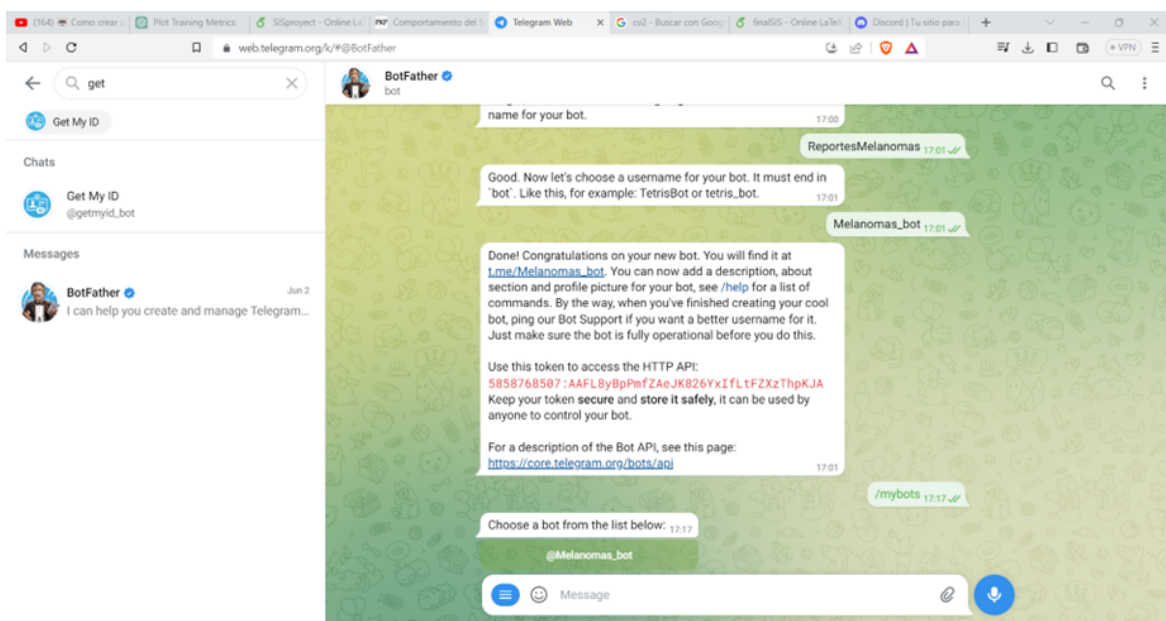 (164) Como crear u
Plot Training Metrics
SISproyect - Online La
Comportamiento del M
Telegram Web
cv2 - Buscar con Goog
finalSIS - Online LaTeX
Discord | Tu sitio para
web.telegram.org/k/#@BotFather
VPN
get
Get My ID
Chats
Get My ID
@getmyid_bot
Messages
BotFather
Jun 2
I can help you create and manage Telegram...
BotFather
bot
name for your bot.
17:00
ReportesMelanomas 17:01
Good. Now let's choose a username for your bot. It must end in
`bot`. Like this, for example: TetrisBot or tetris_bot.
17:01
Melanomas_bot 17:01
Done! Congratulations on your new bot. You will find it at
t.me/Melanomas_bot. You can now add a description, about
section and profile picture for your bot, see /help for a list of
commands. By the way, when you've finished creating your cool
bot, ping our Bot Support if you want a better username for it.
Just make sure the bot is fully operational before you do this.
Use this token to access the HTTP API:
5858768507:AAFL8yBpPmfZAeJK826YxIfLtFZXzThpKJA
Keep your token secure and store it safely, it can be used by
anyone to control your bot.
For a description of the Bot API, see this page:
https://core.telegram.org/bots/api
17:01
/mybots 17:17
Choose a bot from the list below: 17:17
@Melanomas_bot
Message